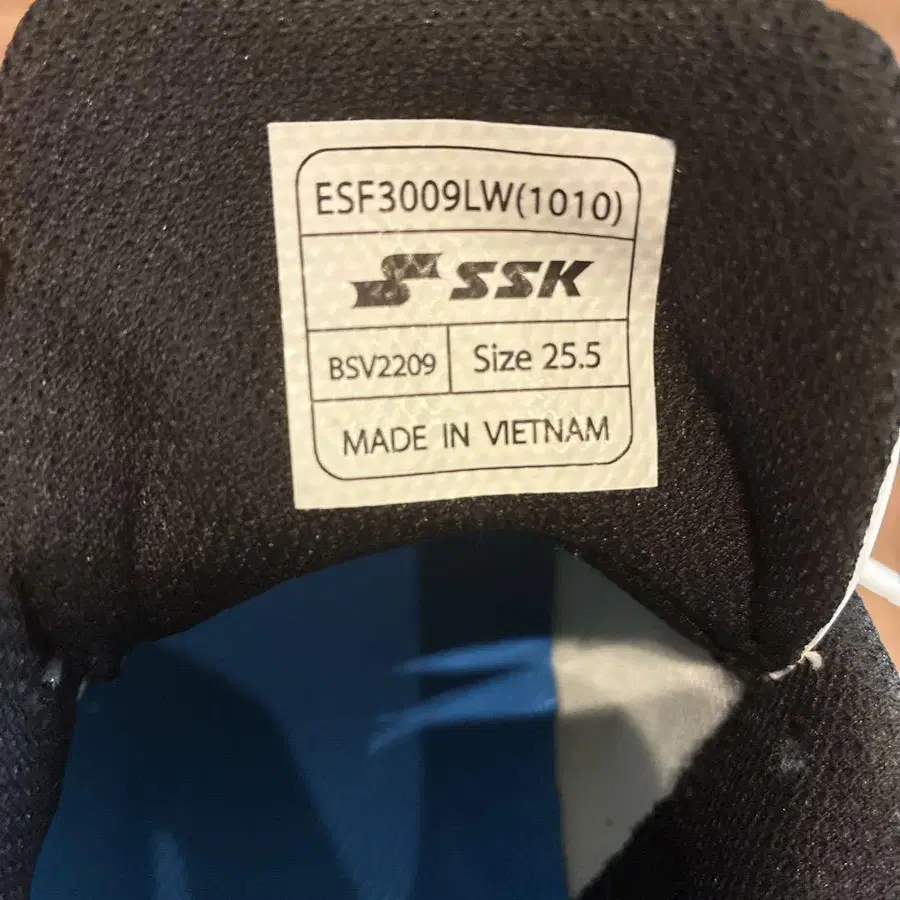 ESF3009LW(1010)
SSK
BSV2209 Size 25.5
MADE IN VIETNAM